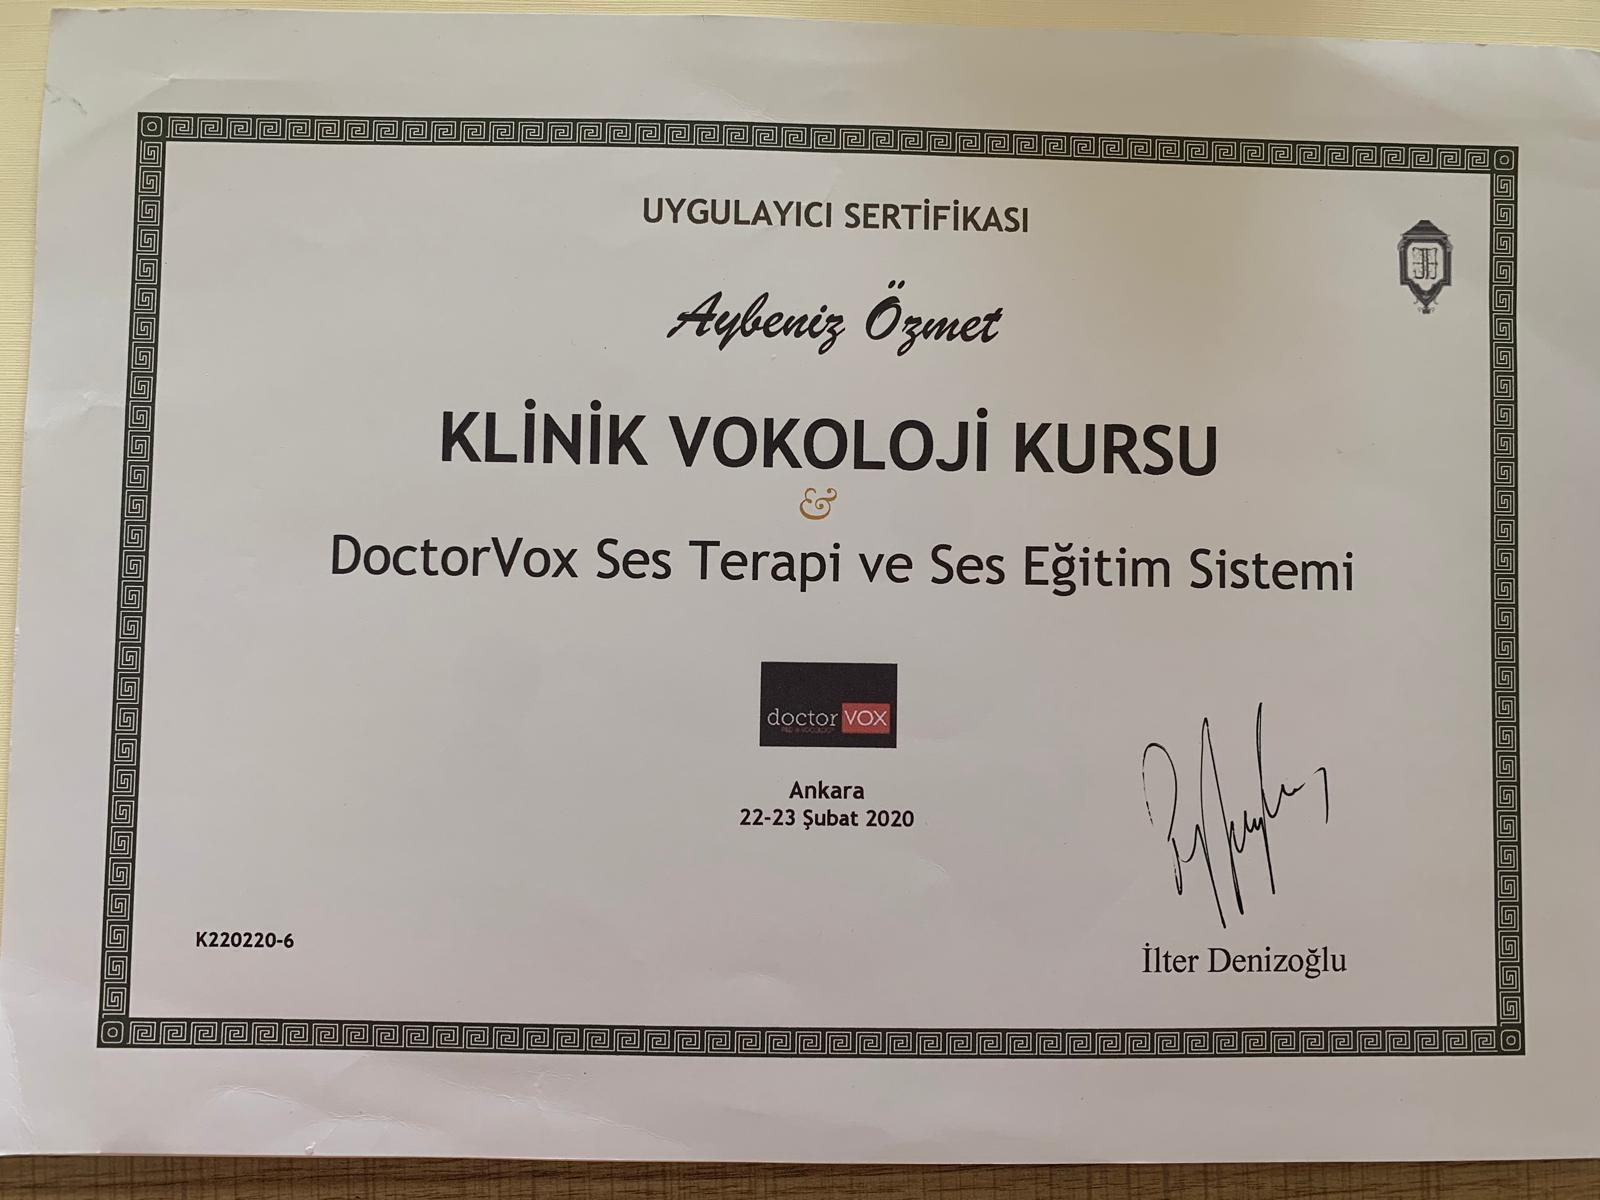 UYGULAYICI SERTİFİKASI
Aybeniz Özmet
KLİNİK VOKOLOJİ KURSU
&
DoctorVox Ses Terapi ve Ses Eğitim Sistemi
doctor VOX
Ankara
22-23 Şubat 2020
K220220-6
İlter Denizoğlu